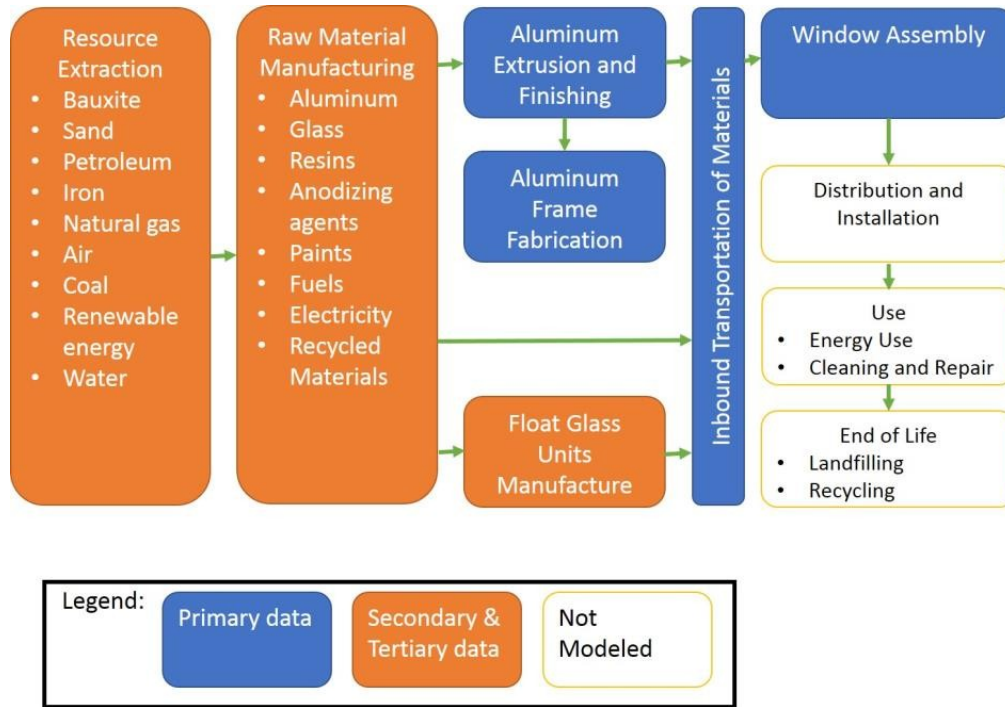 Resource
Extraction
• Bauxite
• Sand
• Petroleum
• Iron
• Natural gas
• Air
• Coal
• Renewable
energy
• Water
Raw Material
Manufacturing
• Aluminum
• Glass
• Resins
• Anodizing
agents
• Paints
• Fuels
• Electricity
• Recycled
Materials
Aluminum
Extrusion and
Finishing
Aluminum
Frame
Fabrication
Float Glass
Units
Manufacture
Inbound Transportation of Materials
Window Assembly
Distribution and
Installation
Use
• Energy Use
• Cleaning and Repair
End of Life
• Landfilling
• Recycling
Legend:
Primary data
Secondary &
Tertiary data
Not
Modeled